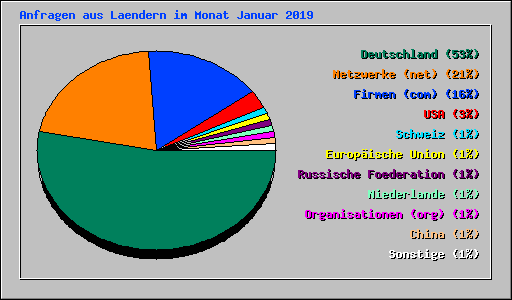 Anfragen aus Laendern im Monat Januar 2019
Deutschland (53%)
Netzwerke (net) (21%)
Firmen (com) (16%)
USA (3%)
Schweiz (1%)
Europäische Union (1%)
Russische Foederation (1%)
Niederlande (1%)
Organisationen (org) (1%)
China (1%)
Sonstige (1%)